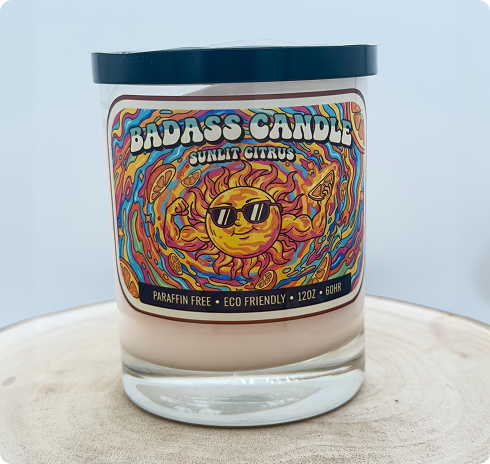 BADASS CANDLE
SUNLIT CITRUS
PARAFFIN FREE • ECO FRIENDLY • 12OZ • 60HR